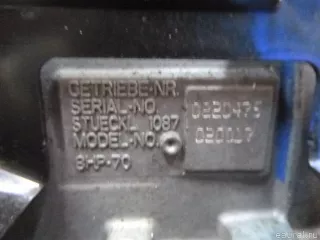 GETRIEBE-NR.
SERIAL-NO. 0220475
STUECKL. 1087
MODEL-NO. 020017
8HP-70